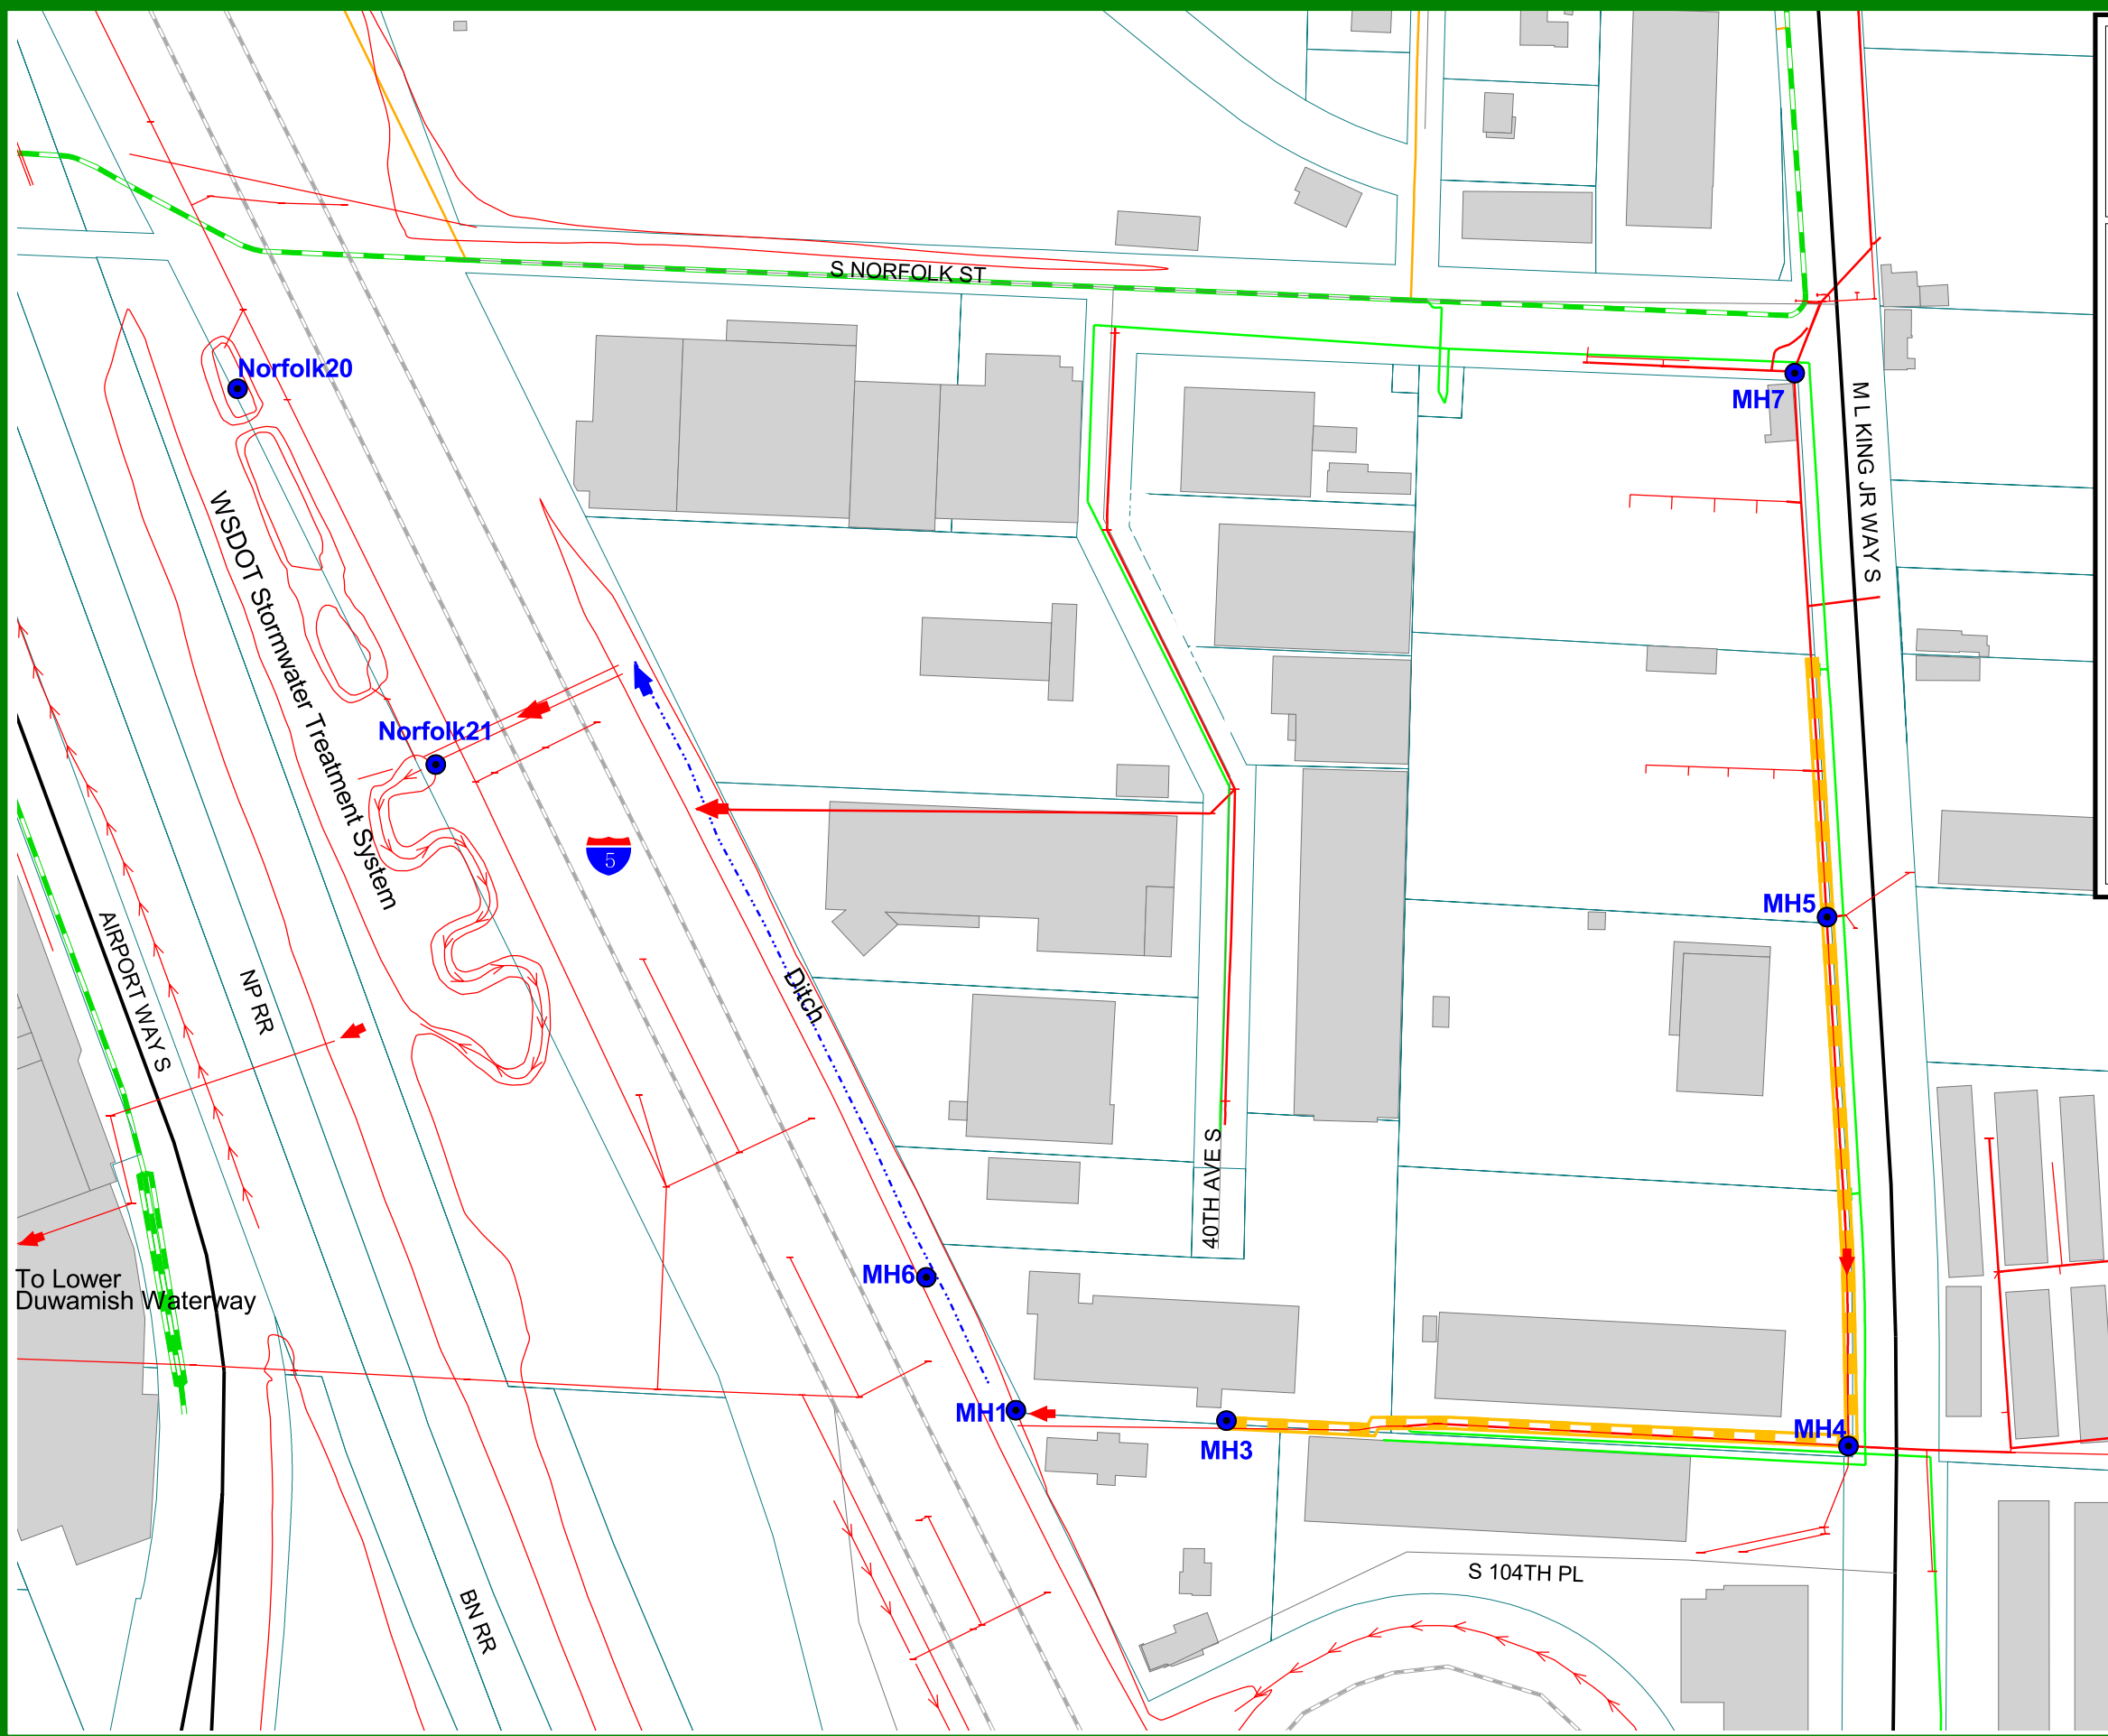 S NORFOLK ST
Norfolk20
MH7
M L KING JR WAY S
WSDOT Stormwater Treatment System
Norfolk21
5
MH5
AIRPORT WAY S
NP RR
Ditch
40TH AVE S
To Lower
Duwamish Waterway
MH6
MH1
MH3
MH4
S 104TH PL
BN RR